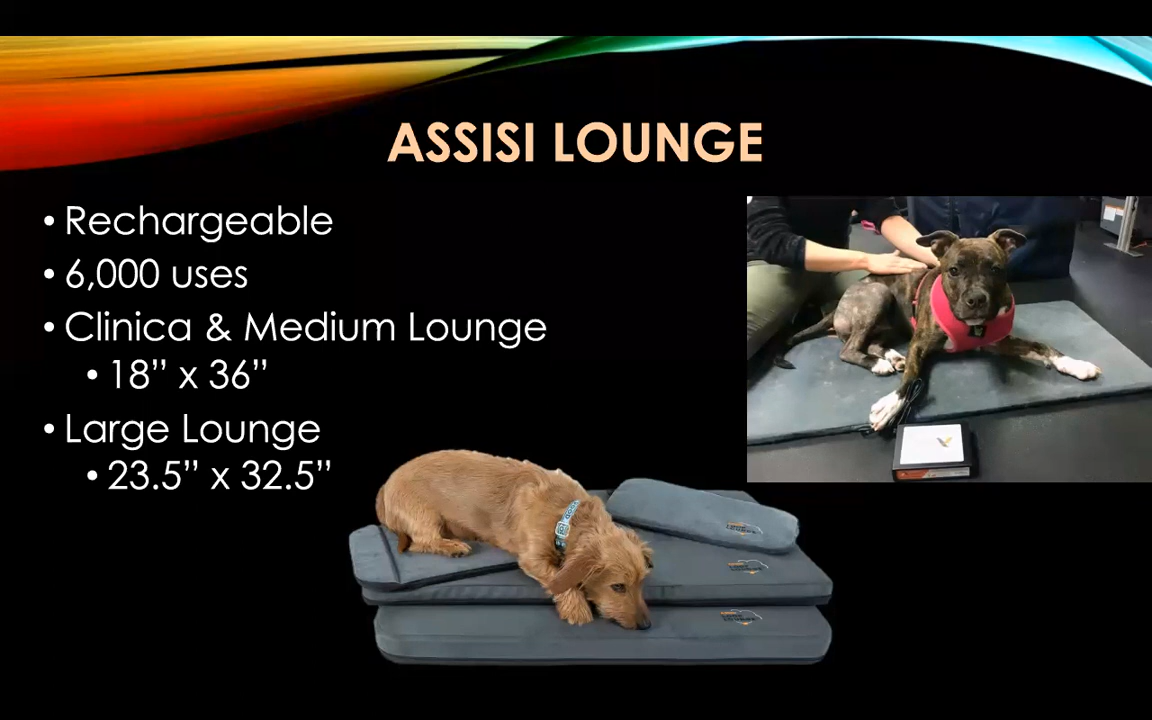 ASSISI LOUNGE
• Rechargeable
• 6,000 uses
• Clinica & Medium Lounge
• 18” x 36”
• Large Lounge
• 23.5” x 32.5”